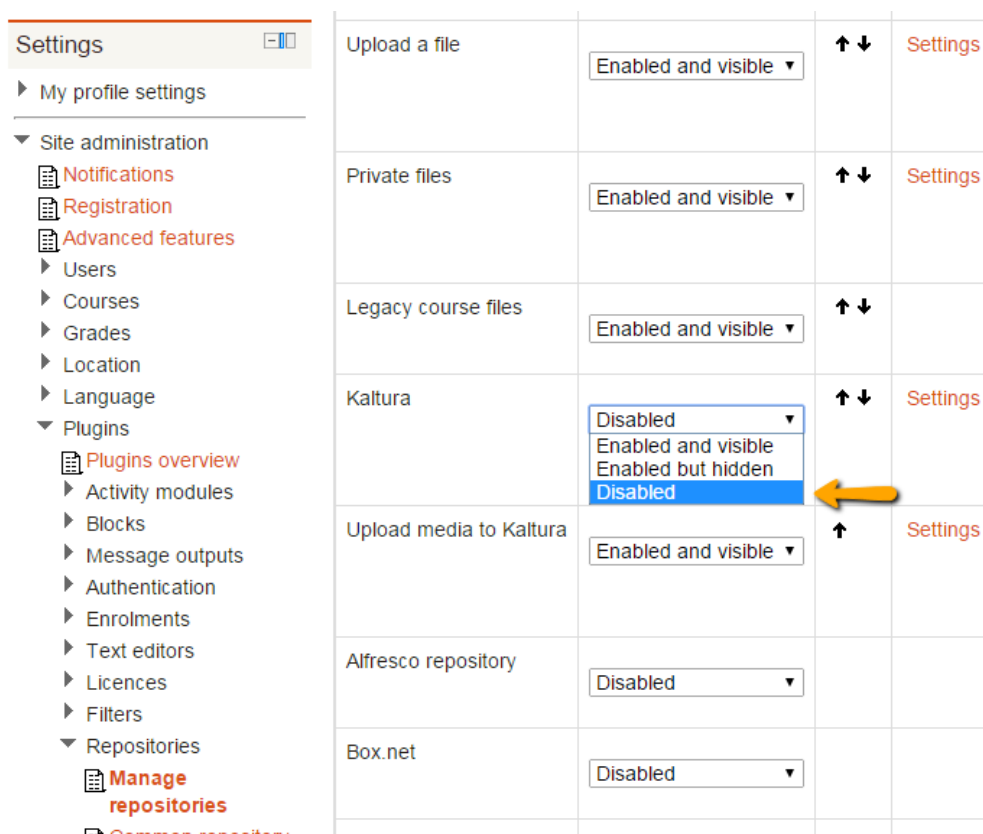 Settings
My profile settings
Site administration
Notifications
Registration
Advanced features
Users
Courses
Grades
Location
Language
Plugins
Plugins overview
Activity modules
Blocks
Message outputs
Authentication
Enrolments
Text editors
Licences
Filters
Repositories
Manage
repositories
Common repository
Upload a file
Enabled and visible
Settings
Private files
Enabled and visible
Settings
Legacy course files
Enabled and visible
Kaltura
Disabled
Enabled and visible
Enabled but hidden
Disabled
Settings
Upload media to Kaltura
Enabled and visible
Settings
Alfresco repository
Disabled
Box.net
Disabled